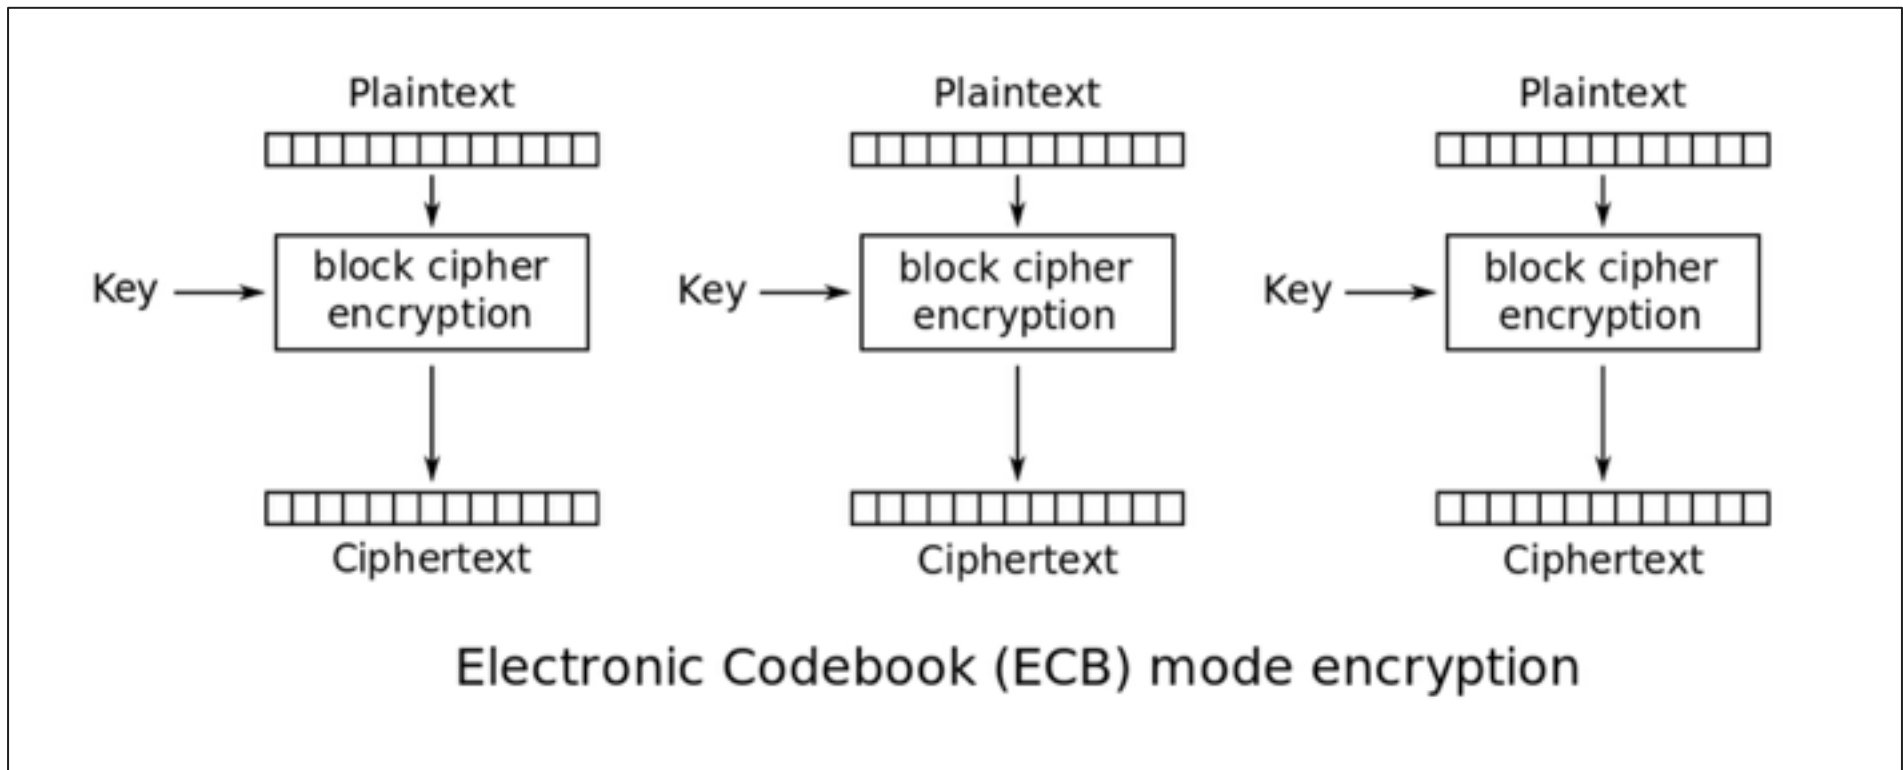 Plaintext
Plaintext
Plaintext
Key
block cipher
encryption
Key
block cipher
encryption
Key
block cipher
encryption
Ciphertext
Ciphertext
Ciphertext
Electronic Codebook (ECB) mode encryption